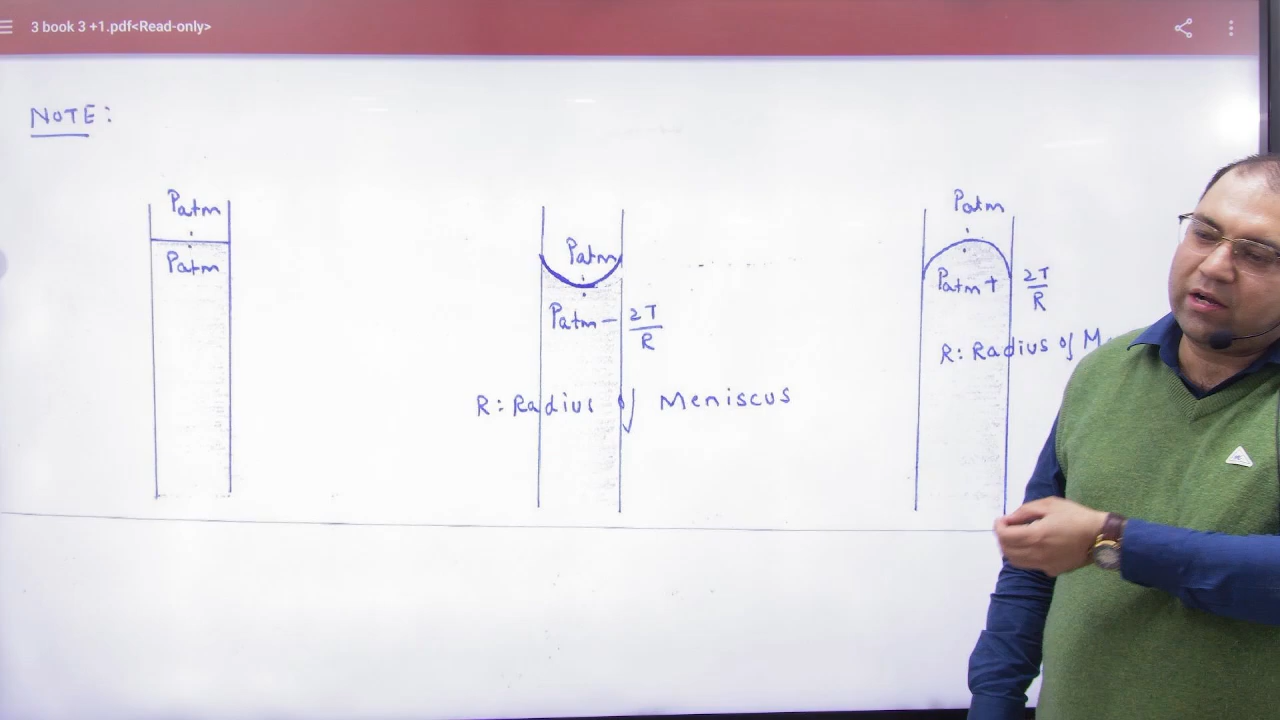 3 book 3 +1.pdf<Read-only>
NOTE:
Patm
Patm
Patm
Patm - 2T/R
R: Radius of Meniscus
Patm
Patm + 2T/R
R: Radius of M